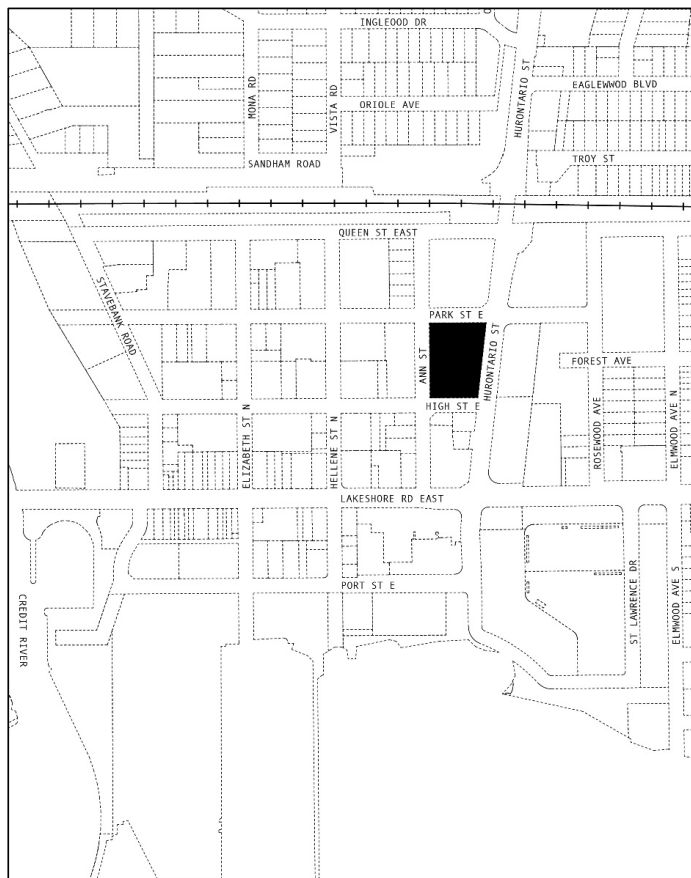 INGLEOOD DR
MONA RD
VISTA RD
ORIOLE AVE
HURONTARIO ST
EAGLEWWOD BLVD
SANDHAM ROAD
TROY ST
QUEEN ST EAST
STAVEBANK ROAD
PARK ST E
ANN ST
HURONTARIO ST
FOREST AVE
HIGH ST E
ELIZABETH ST N
HELLENE ST N
ROSEWOOD AVE
ELMWOOD AVE N
LAKESHORE RD EAST
PORT ST E
CREDIT RIVER
ST LAWRENCE DR
ELMWOOD AVE S